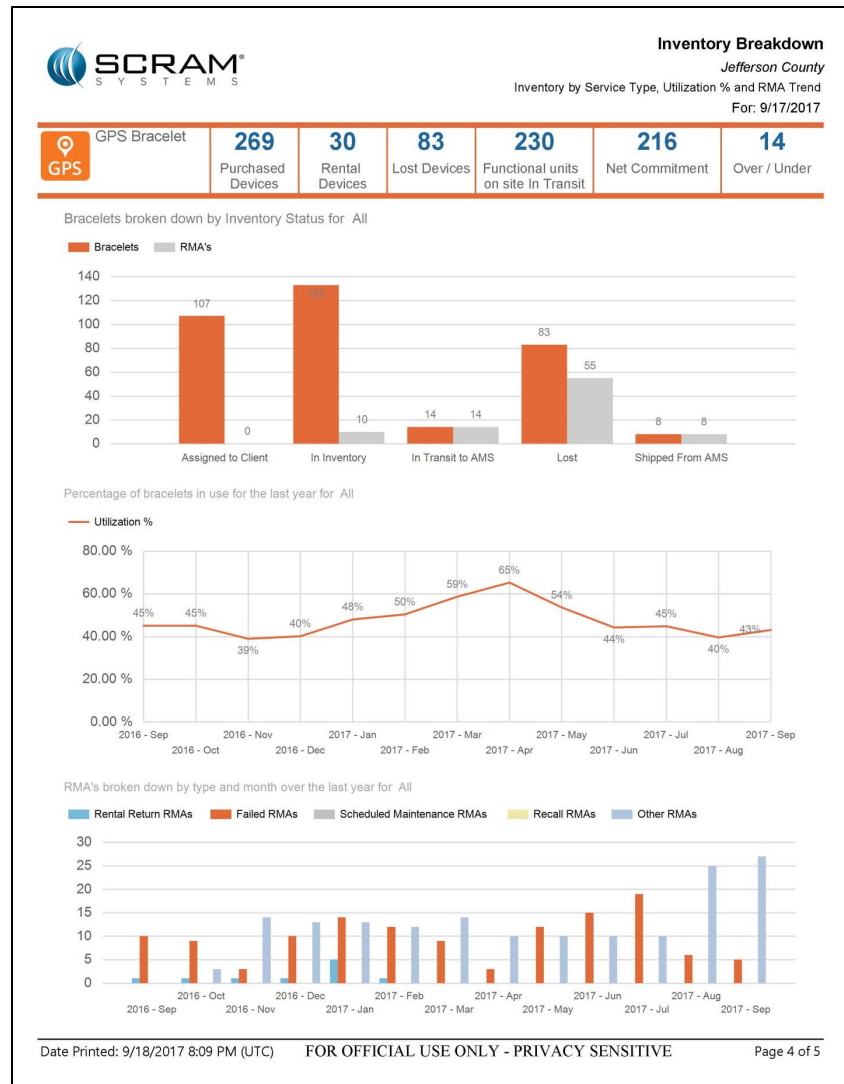 SCRAM®
SYSTEMS
Inventory Breakdown
Jefferson County
Inventory by Service Type, Utilization % and RMA Trend
For: 9/17/2017
GPS
GPS Bracelet
269
Purchased
Devices
30
Rental
Devices
83
Lost Devices
230
Functional units
on site In Transit
216
Net Commitment
14
Over / Under
Bracelets broken down by Inventory Status for All
Bracelets RMA's
140
120
100
80
60
40
20
0
107
0
10
14
14
83
55
8
8
Assigned to Client In Inventory In Transit to AMS Lost Shipped From AMS
Percentage of bracelets in use for the last year for All
Utilization %
80.00 %
60.00 %
40.00 %
20.00 %
0.00 %
45% 45% 39% 40% 48% 50% 59% 65% 54% 44% 45% 40% 43%
2016 - Sep 2016 - Nov 2017 - Jan 2017 - Mar 2017 - May 2017 - Jul 2017 - Sep
2016 - Oct 2016 - Dec 2017 - Feb 2017 - Apr 2017 - Jun 2017 - Aug
RMA's broken down by type and month over the last year for All
Rental Return RMAs Failed RMAs Scheduled Maintenance RMAs Recall RMAs Other RMAs
30
25
20
15
10
5
0
2016 - Oct 2016 - Dec 2017 - Feb 2017 - Apr 2017 - Jun 2017 - Aug
2016 - Sep 2016 - Nov 2017 - Jan 2017 - Mar 2017 - May 2017 - Jul 2017 - Sep
Date Printed: 9/18/2017 8:09 PM (UTC) FOR OFFICIAL USE ONLY - PRIVACY SENSITIVE Page 4 of 5